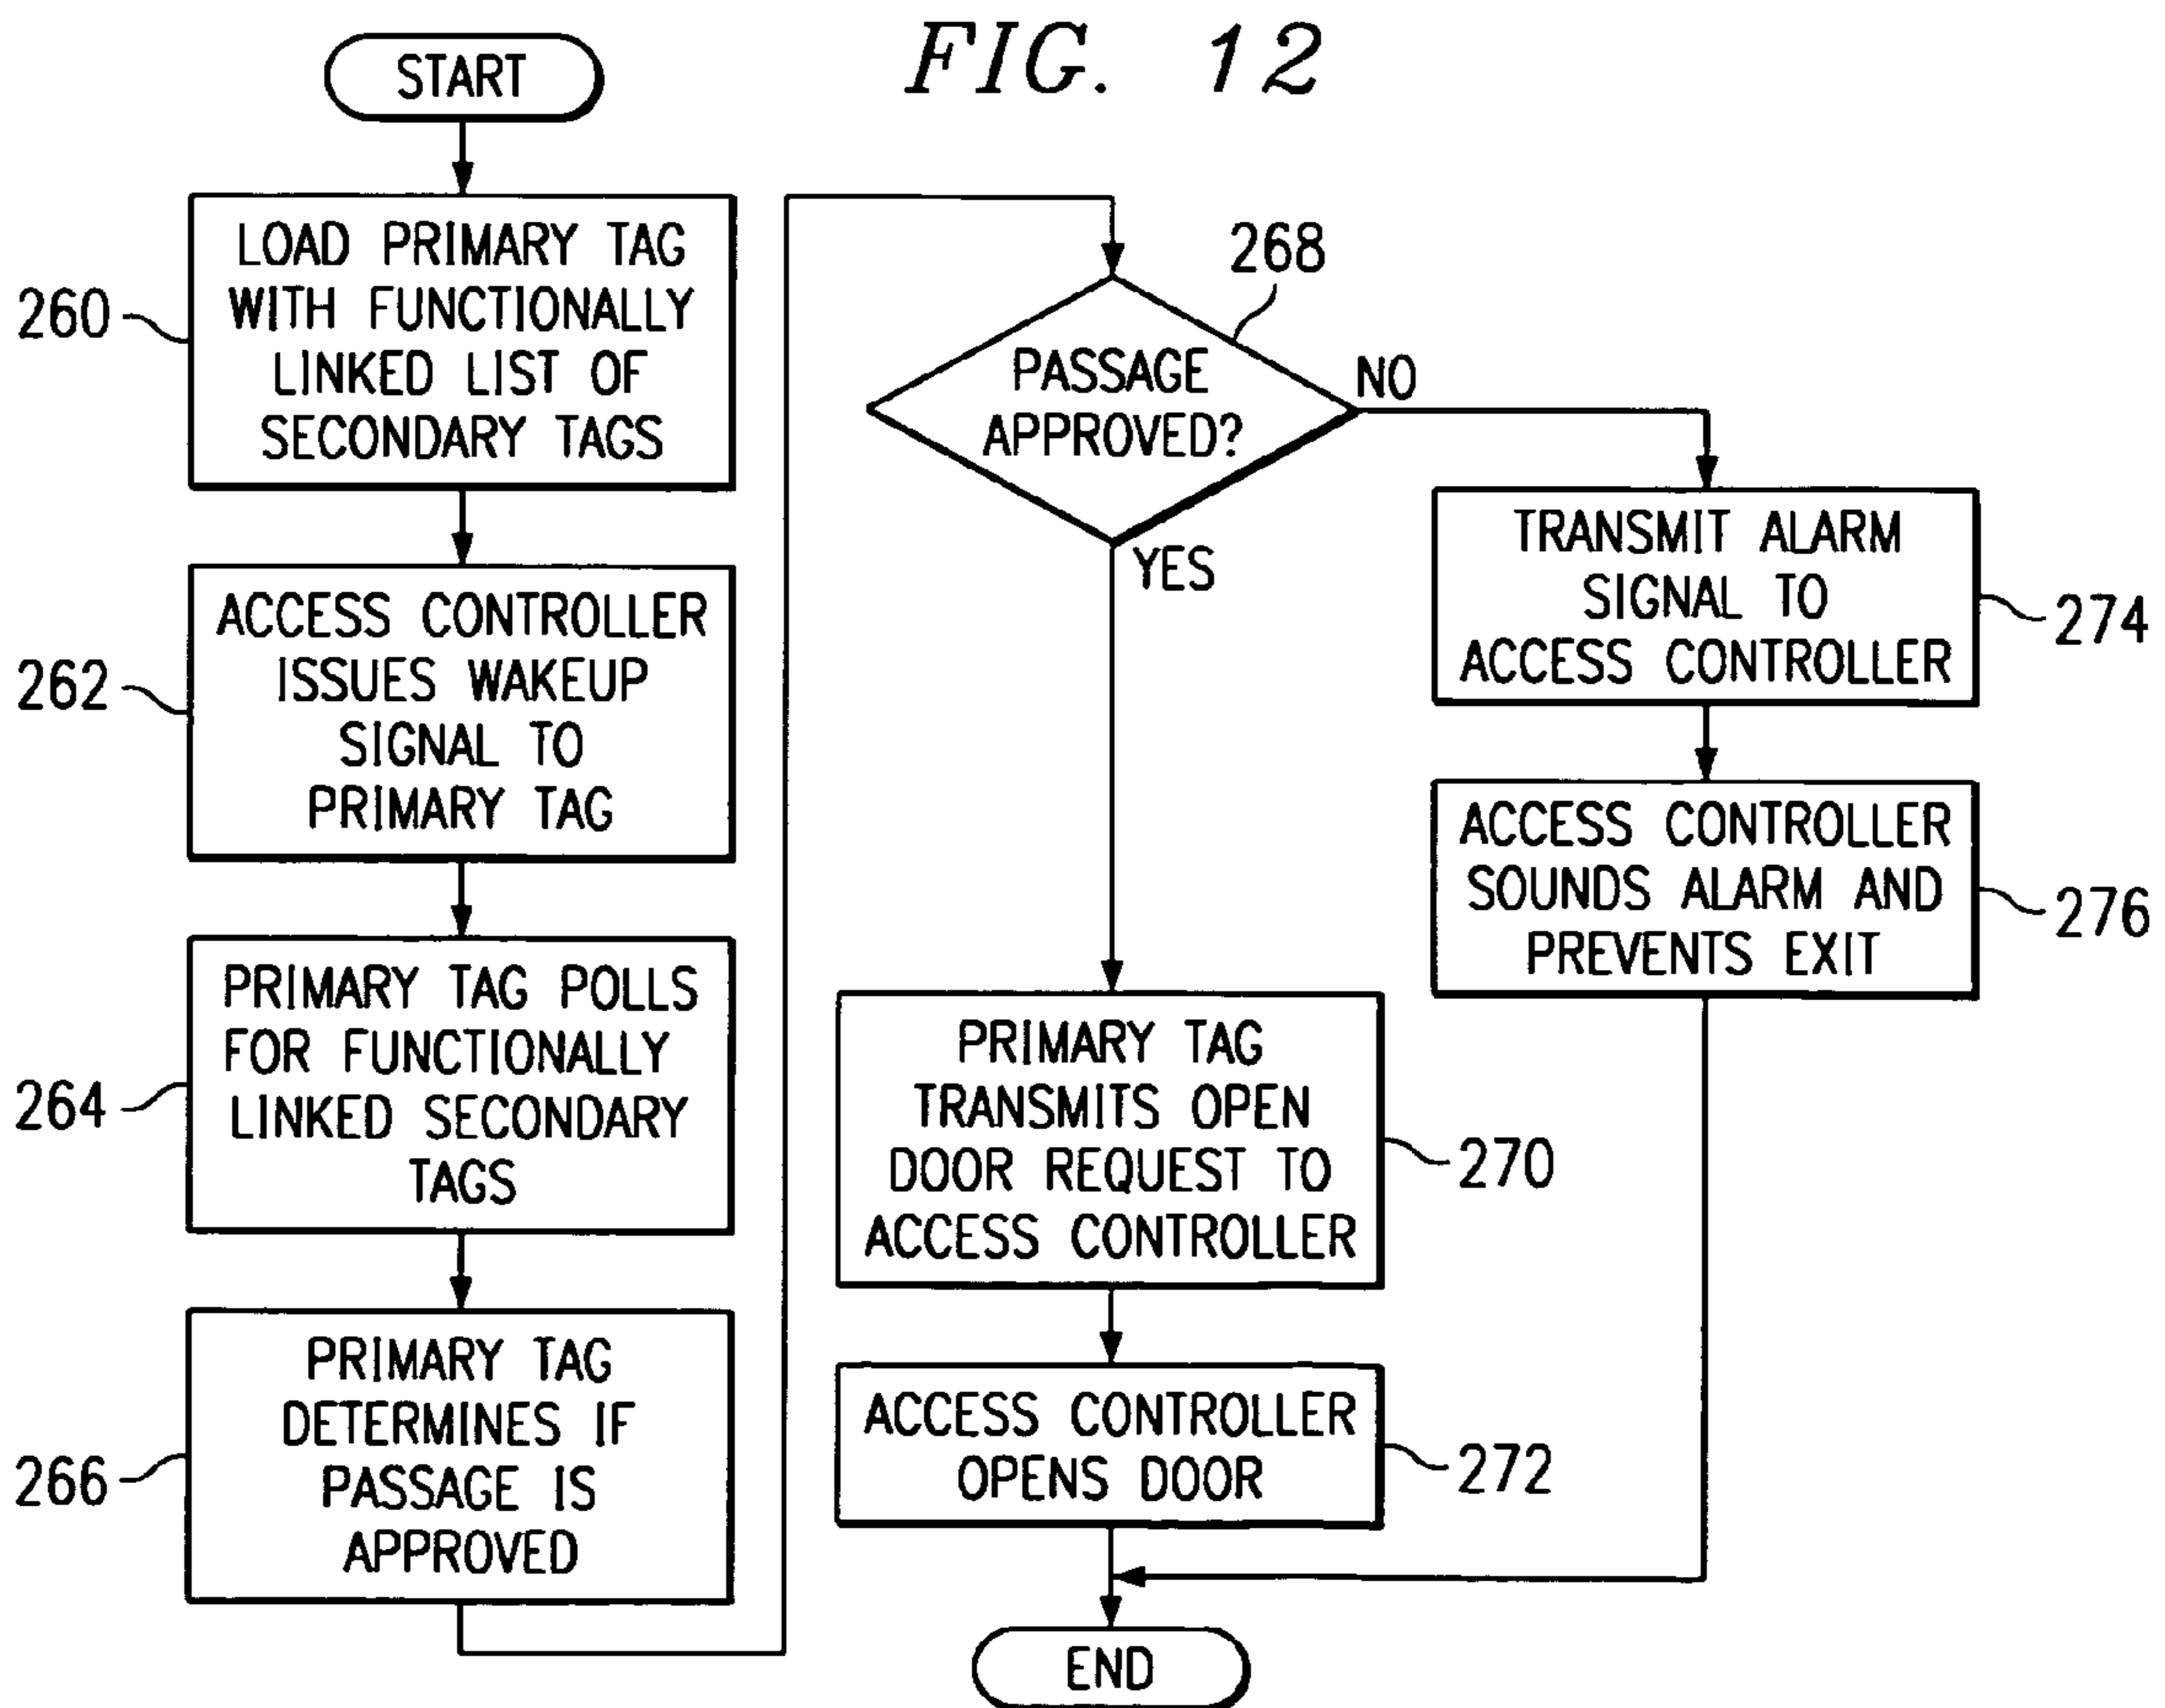 FIG. 12
START
260
LOAD PRIMARY TAG
WITH FUNCTIONALLY
LINKED LIST OF
SECONDARY TAGS
262
ACCESS CONTROLLER
ISSUES WAKEUP
SIGNAL TO
PRIMARY TAG
264
PRIMARY TAG POLLS
FOR FUNCTIONALLY
LINKED SECONDARY
TAGS
266
PRIMARY TAG
DETERMINES IF
PASSAGE IS
APPROVED
268
PASSAGE
APPROVED?
NO
YES
PRIMARY TAG
TRANSMITS OPEN
DOOR REQUEST TO
ACCESS CONTROLLER
270
ACCESS CONTROLLER
OPENS DOOR
272
TRANSMIT ALARM
SIGNAL TO
ACCESS CONTROLLER
274
ACCESS CONTROLLER
SOUNDS ALARM AND
PREVENTS EXIT
276
END